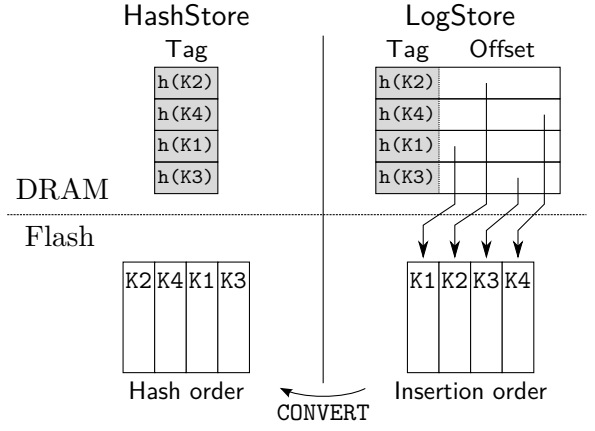 HashStore
LogStore
Tag
Tag Offset
h(K2)
h(K4)
h(K1)
h(K3)
h(K2)
h(K4)
h(K1)
h(K3)
DRAM
Flash
K2 K4 K1 K3
K1 K2 K3 K4
Hash order
Insertion order
CONVERT